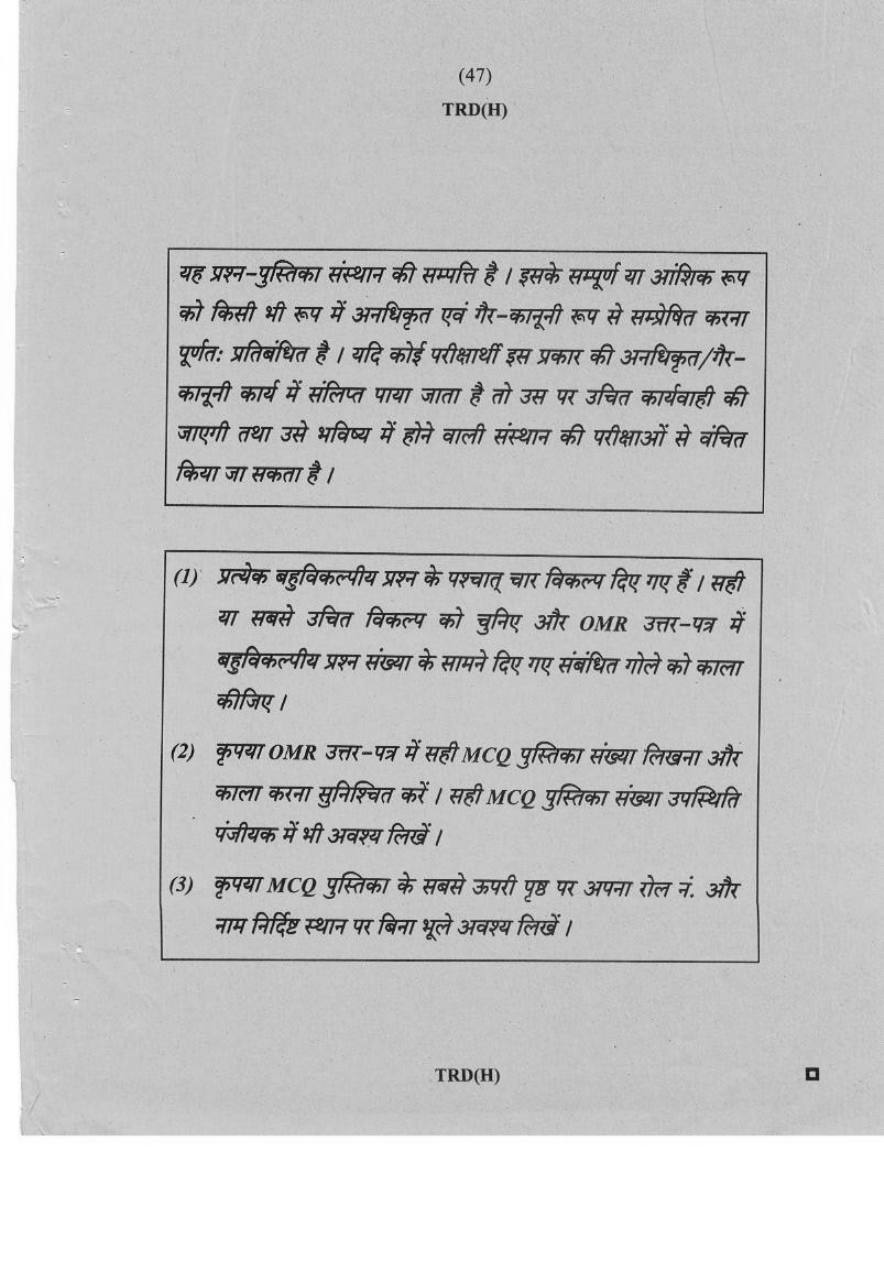 (47)
TRD(H)
यह प्रश्न-पुस्तिका संस्थान की सम्पत्ति है । इसके सम्पूर्ण या आंशिक रूप
को किसी भी रूप में अनधिकृत एवं गैर-कानूनी रूप से सम्प्रेषित करना
पूर्णतः प्रतिबंधित है । यदि कोई परीक्षार्थी इस प्रकार की अनधिकृत/गैर-
कानूनी कार्य में संलिप्त पाया जाता है तो उस पर उचित कार्यवाही की
जाएगी तथा उसे भविष्य में होने वाली संस्थान की परीक्षाओं से वंचित
किया जा सकता है ।
(1) प्रत्येक बहुविकल्पीय प्रश्न के पश्चात् चार विकल्प दिए गए हैं । सही
या सबसे उचित विकल्प को चुनिए और OMR उत्तर-पत्र में
बहुविकल्पीय प्रश्न संख्या के सामने दिए गए संबंधित गोले को काला
कीजिए ।
(2) कृपया OMR उत्तर-पत्र में सही MCQ पुस्तिका संख्या लिखना और
काला करना सुनिश्चित करें । सही MCQ पुस्तिका संख्या उपस्थिति
पंजीयक में भी अवश्य लिखें ।
(3) कृपया MCQ पुस्तिका के सबसे ऊपरी पृष्ठ पर अपना रोल नं. और
नाम निर्दिष्ट स्थान पर बिना भूले अवश्य लिखें ।
TRD(H)